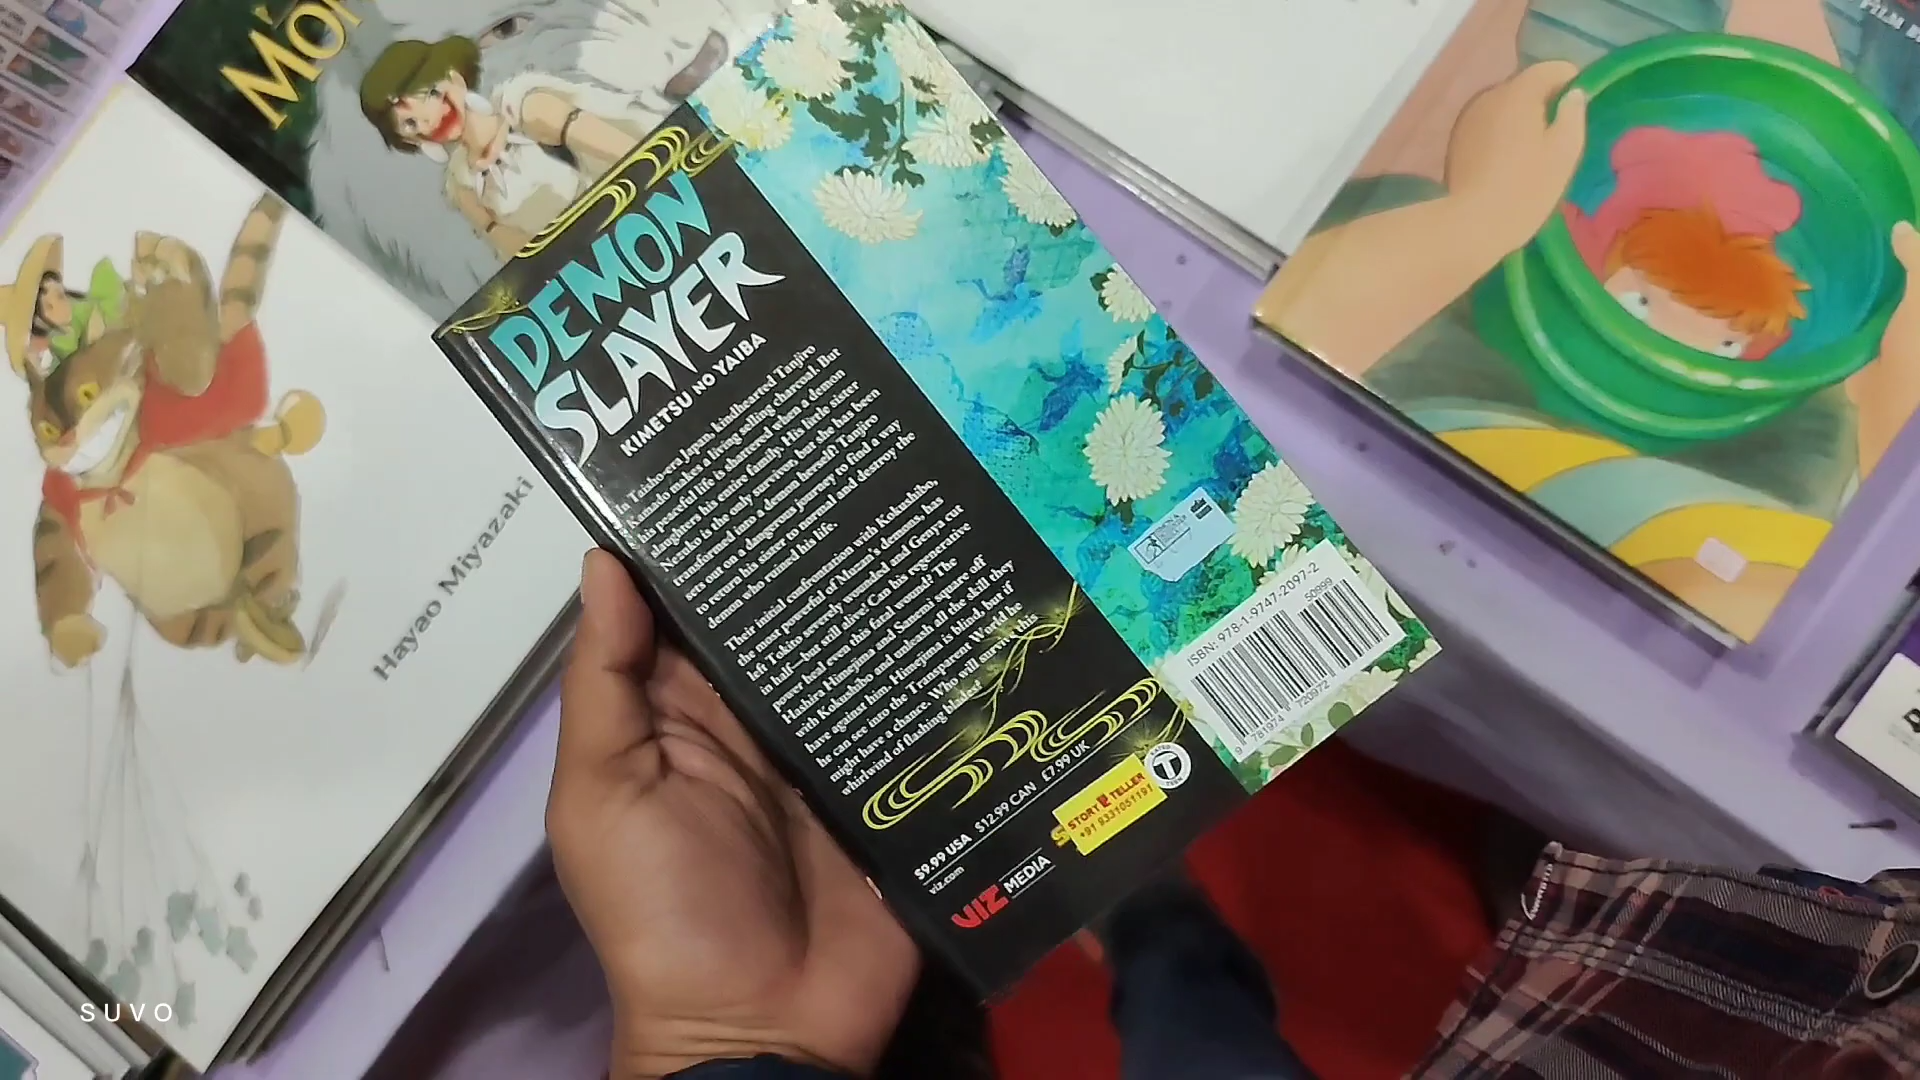 Mon
Hayao Miyazaki
DEMON
SLAYER
KIMETSU NO YAIBA
In Taisho-era Japan, kindhearted Tanjiro
Kamado makes a living selling charcoal. But
his peaceful life is shattered when a demon
slaughters his entire family. His little sister
Nezuko is the only survivor, but she has been
transformed into a demon herself! Tanjiro
sets out on a dangerous journey to find a way
to return his sister to normal and destroy the
demon who ruined his life.
Their initial confrontation with Kokushibo,
the most powerful of Muzan's demons, has
left Tokito severely wounded and Genya cut
in half—but still alive! Can his regenerative
power heal even this fatal wound? The
Hashira Himejima and Sanemi square off
with Kokushibo and unleash all the skill they
have against him. Himejima is blind, but if
he can see into the Transparent World he
might have a chance. Who will survive this
whirlwind of flashing blades?
$9.99 USA $12.99 CAN £7.99 UK
viz.com
VIZ MEDIA
STORY TELLER
+91 9331051191
RATED
T
TEEN
ISBN: 978-1-9747-2097-2
50999
9 781974 720972
FILM
SUVO